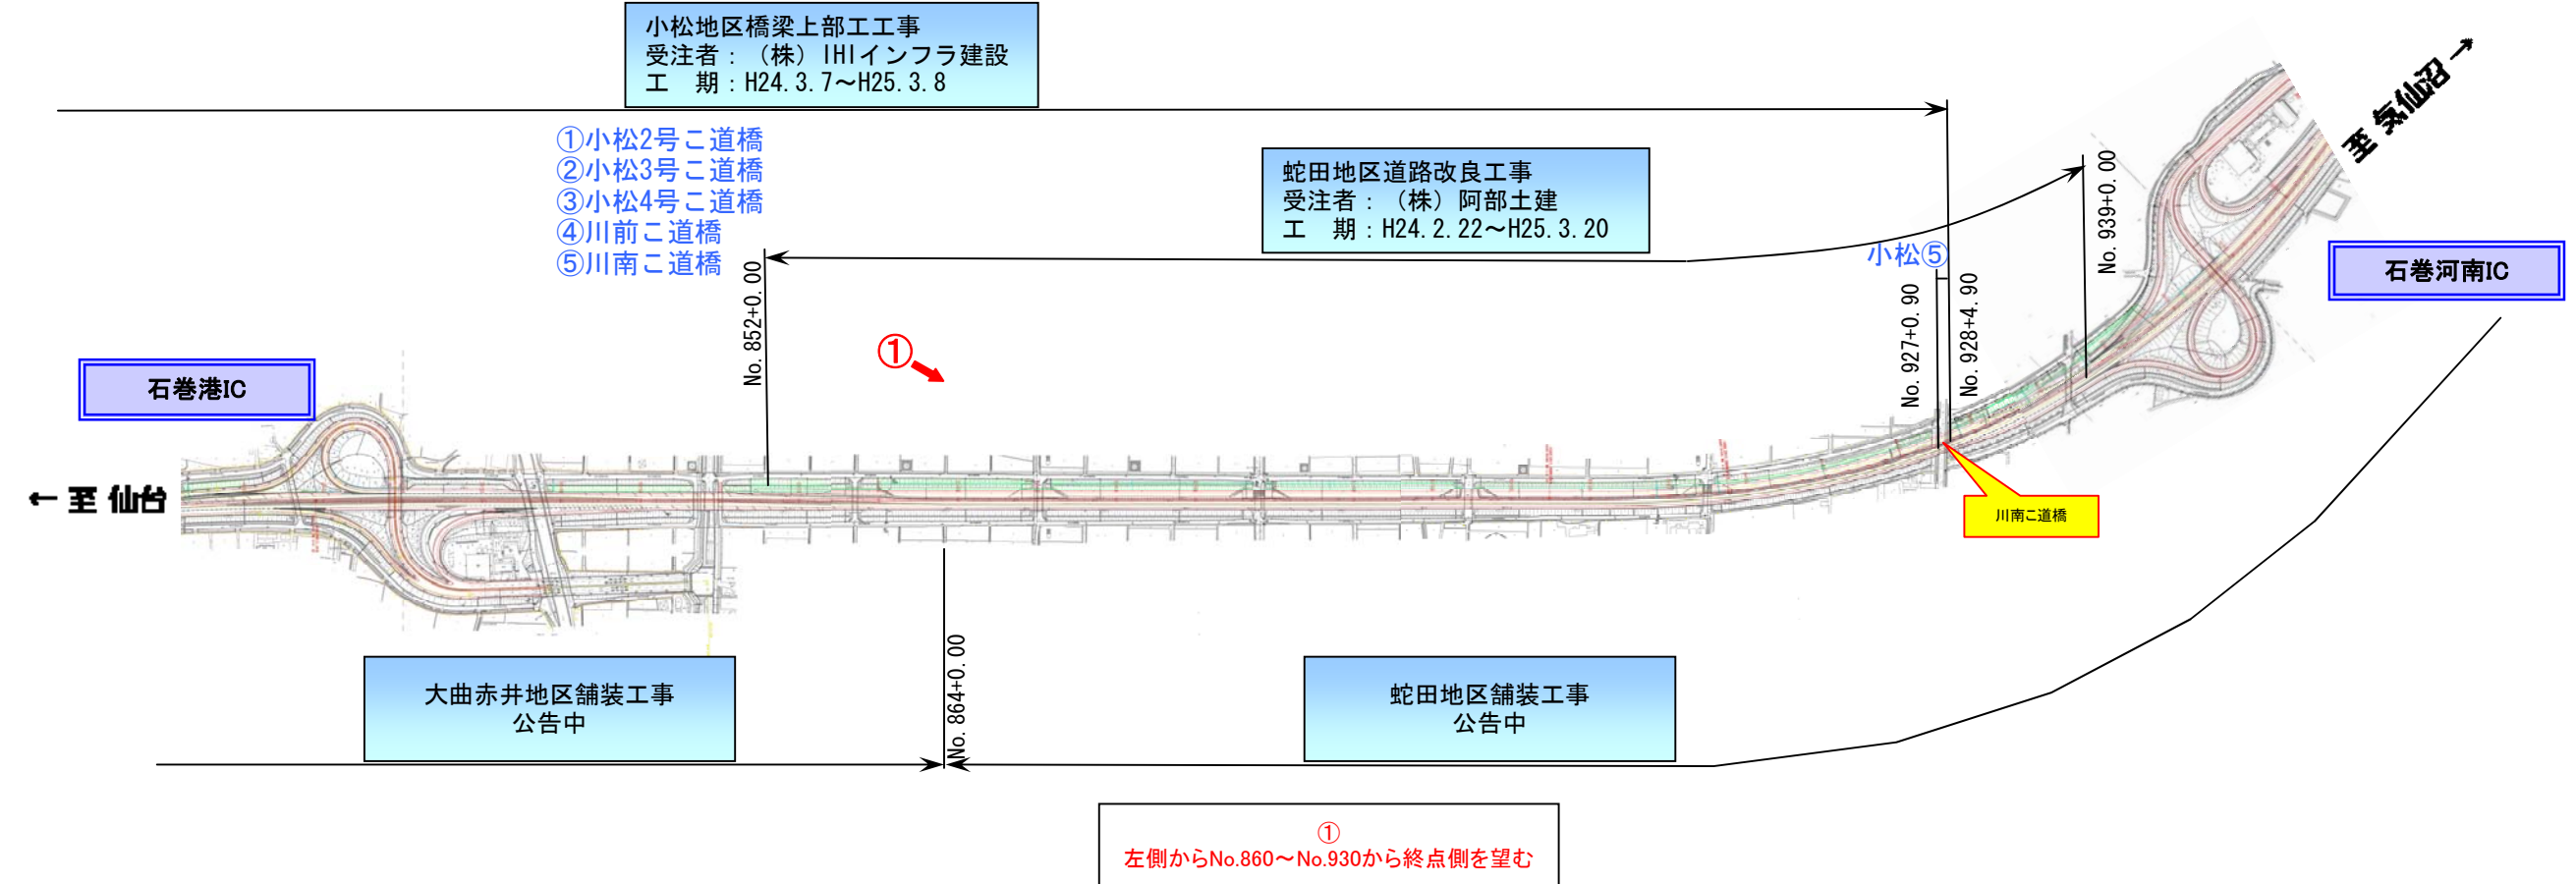 小松地区橋梁上部工工事
受注者：（株）IHIインフラ建設
工　期：H24.3.7～H25.3.8
①小松2号こ道橋
②小松3号こ道橋
③小松4号こ道橋
④川前こ道橋
⑤川南こ道橋
蛇田地区道路改良工事
受注者：（株）阿部土建
工　期：H24.2.22～H25.3.20
至 気仙沼→
小松⑤
No.852+0.00
No.927+0.90
No.928+4.90
No.939+0.00
石巻河南IC
①
石巻港IC
←至 仙台
川南こ道橋
大曲赤井地区舗装工事
公告中
No.864+0.00
蛇田地区舗装工事
公告中
①
左側からNo.860～No.930から終点側を望む